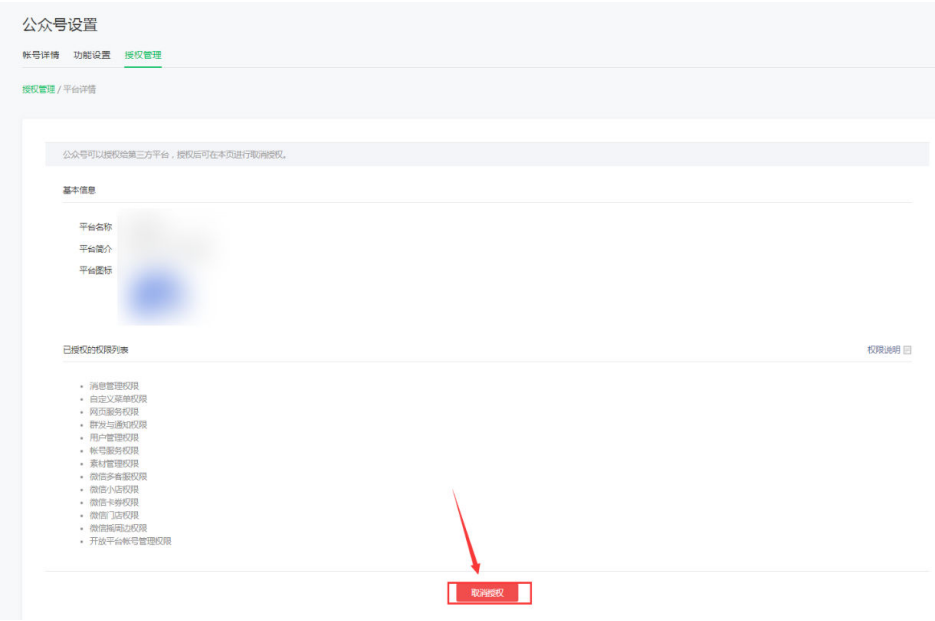 公众号设置
帐号详情 功能设置 授权管理
授权管理 / 平台详情
公众号可以授权给第三方平台，授权后可在本页进行取消授权。
基本信息
平台名称
平台简介
平台图标
已授权的权限列表 权限说明
• 消息管理权限
• 自定义菜单权限
• 网页服务权限
• 群发与通知权限
• 用户管理权限
• 帐号服务权限
• 素材管理权限
• 微信多客服权限
• 微信小店权限
• 微信卡券权限
• 微信门店权限
• 微信摇周边权限
• 开放平台帐号管理权限
取消授权